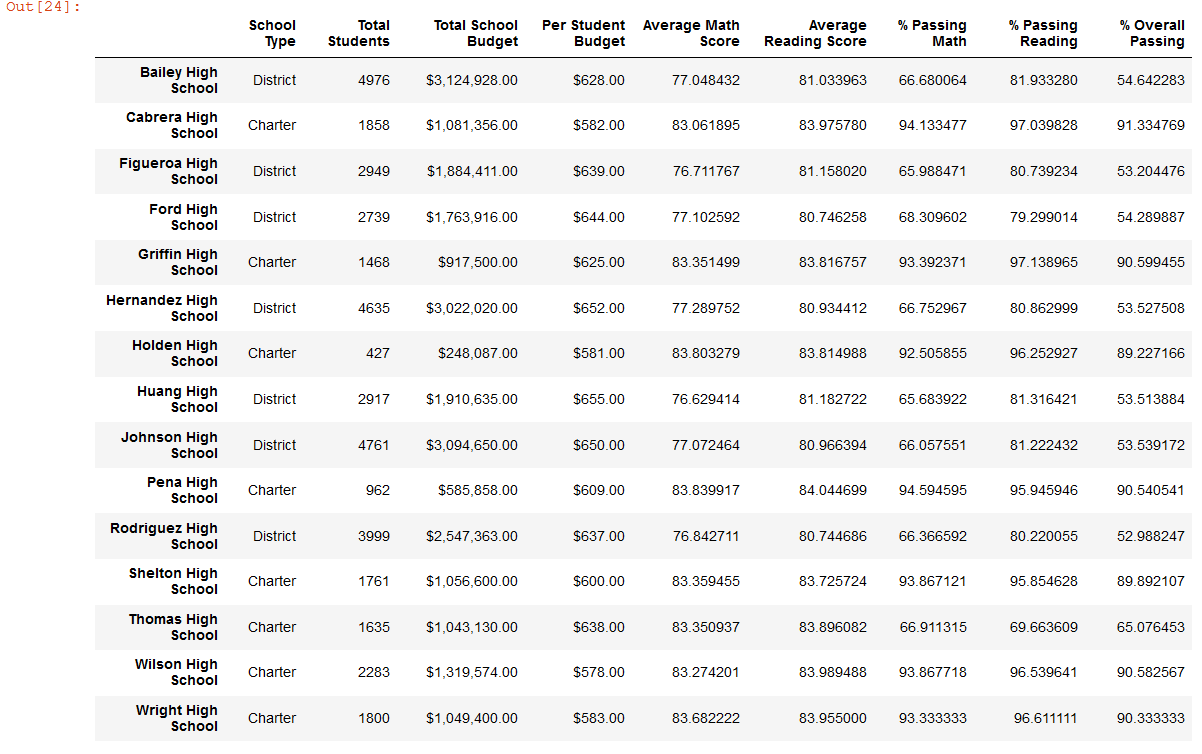 Out[24]:
School Type Total Students Total School Budget Per Student Budget Average Math Score Average Reading Score % Passing Math % Passing Reading % Overall Passing
Bailey High School District 4976 $3,124,928.00 $628.00 77.048432 81.033963 66.680064 81.933280 54.642283
Cabrera High School Charter 1858 $1,081,356.00 $582.00 83.061895 83.975780 94.133477 97.039828 91.334769
Figueroa High School District 2949 $1,884,411.00 $639.00 76.711767 81.158020 65.988471 80.739234 53.204476
Ford High School District 2739 $1,763,916.00 $644.00 77.102592 80.746258 68.309602 79.299014 54.289887
Griffin High School Charter 1468 $917,500.00 $625.00 83.351499 83.816757 93.392371 97.138965 90.599455
Hernandez High School District 4635 $3,022,020.00 $652.00 77.289752 80.934412 66.752967 80.862999 53.527508
Holden High School Charter 427 $248,087.00 $581.00 83.803279 83.814988 92.505855 96.252927 89.227166
Huang High School District 2917 $1,910,635.00 $655.00 76.629414 81.182722 65.683922 81.316421 53.513884
Johnson High School District 4761 $3,094,650.00 $650.00 77.072464 80.966394 66.057551 81.222432 53.539172
Pena High School Charter 962 $585,858.00 $609.00 83.839917 84.044699 94.594595 95.945946 90.540541
Rodriguez High School District 3999 $2,547,363.00 $637.00 76.842711 80.744686 66.366592 80.220055 52.988247
Shelton High School Charter 1761 $1,056,600.00 $600.00 83.359455 83.725724 93.867121 95.854628 89.892107
Thomas High School Charter 1635 $1,043,130.00 $638.00 83.350937 83.896082 66.911315 69.663609 65.076453
Wilson High School Charter 2283 $1,319,574.00 $578.00 83.274201 83.989488 93.867718 96.539641 90.582567
Wright High School Charter 1800 $1,049,400.00 $583.00 83.682222 83.955000 93.333333 96.611111 90.333333